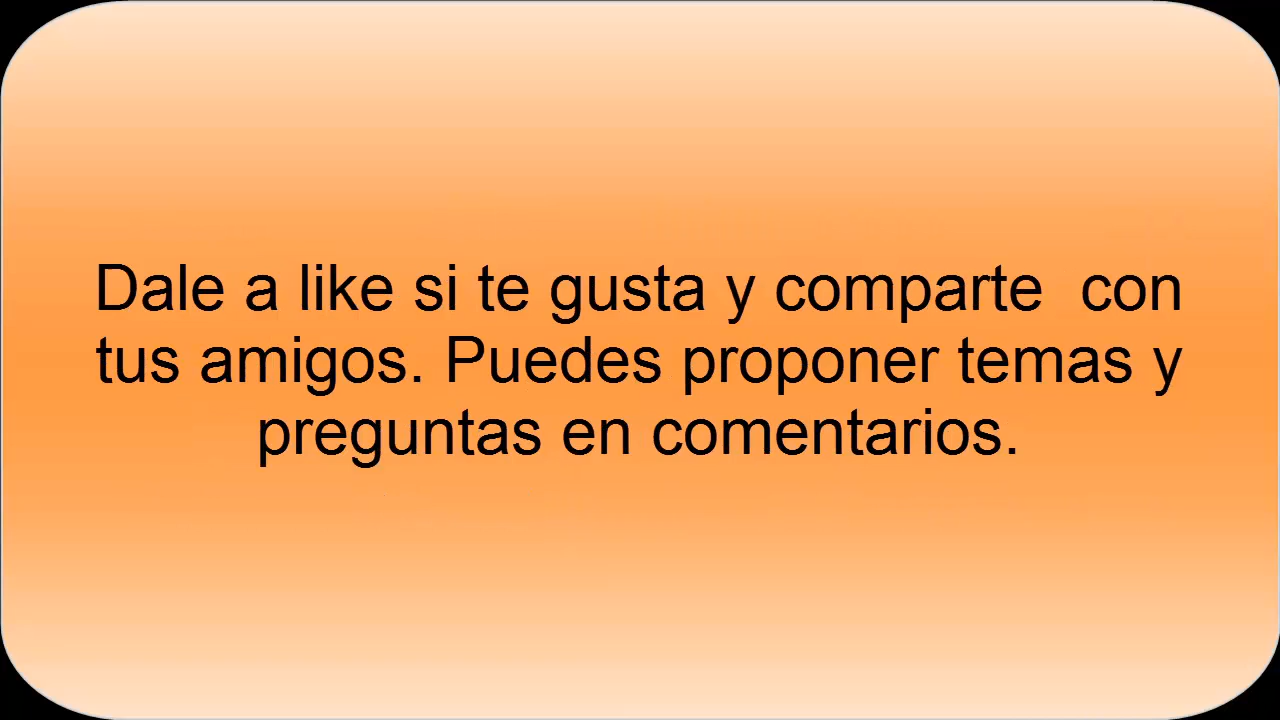 Dale a like si te gusta y comparte  con
tus amigos. Puedes proponer temas y
preguntas en comentarios.